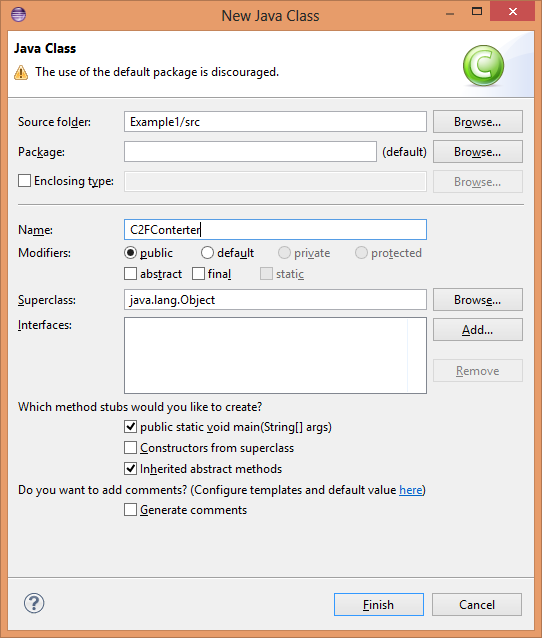 New Java Class
Java Class
The use of the default package is discouraged.
C
Source folder: Example1/src Browse...
Package: (default) Browse...
Enclosing type: Browse...
Name: C2FConterter
Modifiers: public default private protected
abstract final static
Superclass: java.lang.Object Browse...
Interfaces: Add...
Remove
Which method stubs would you like to create?
public static void main(String[] args)
Constructors from superclass
Inherited abstract methods
Do you want to add comments? (Configure templates and default value here)
Generate comments
? Finish Cancel